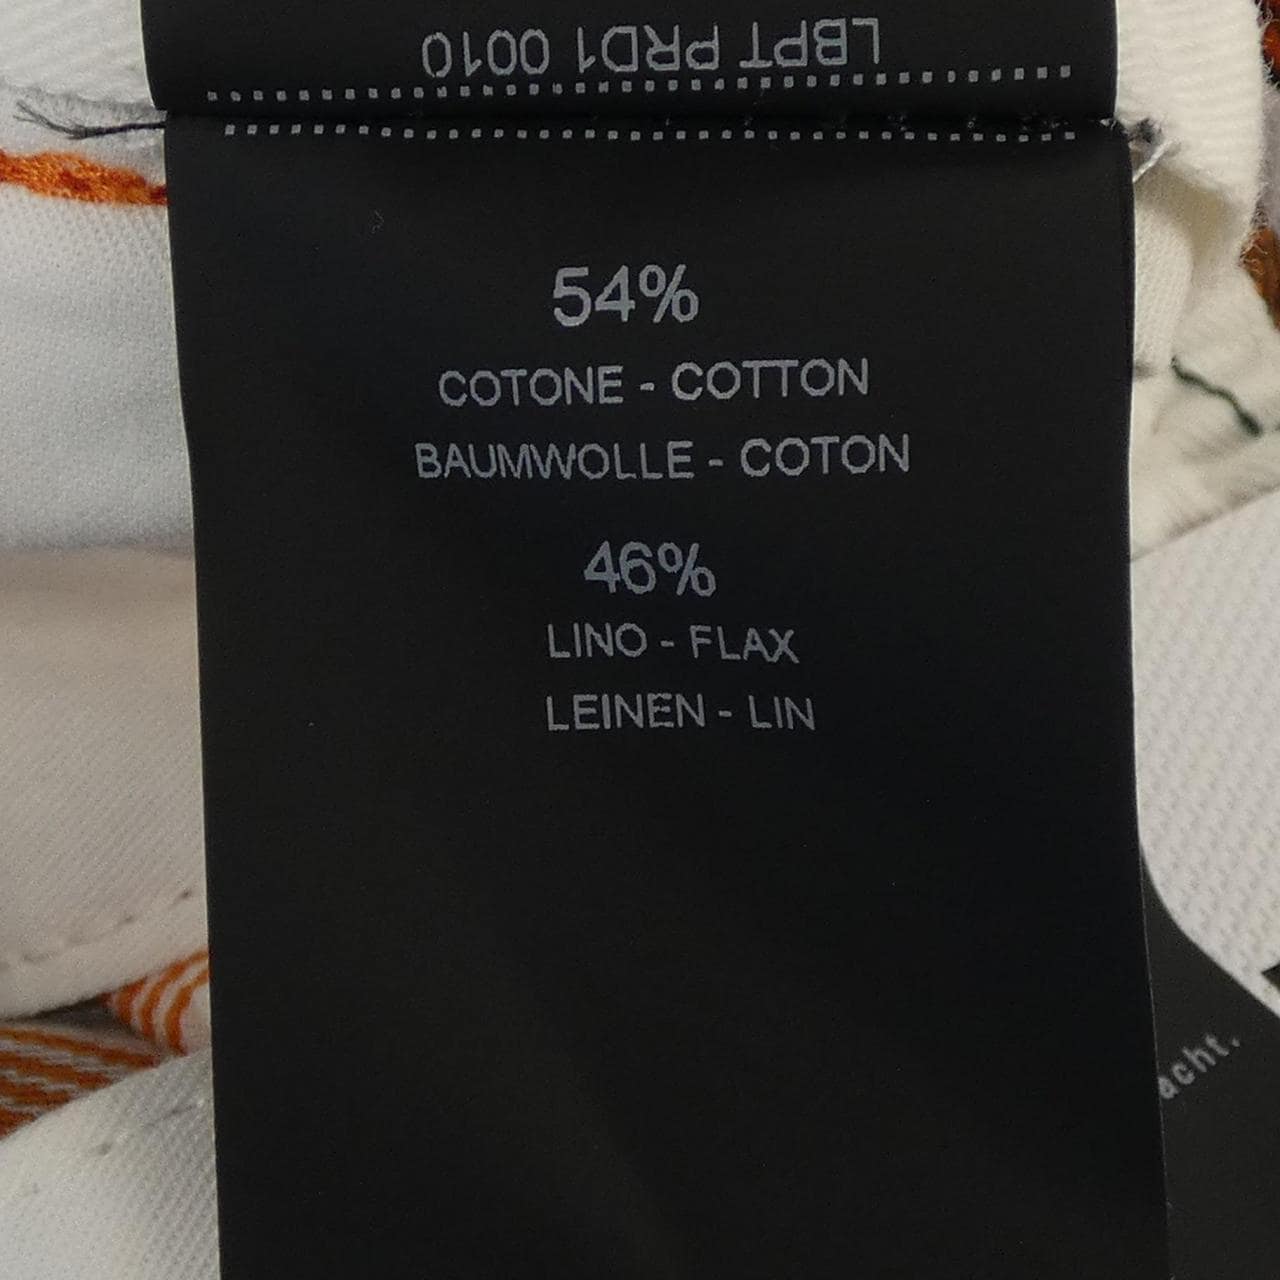 LBPT PRD1 0010
54%
COTONE - COTTON
BAUMWOLLE - COTON
46%
LINO - FLAX
LEINEN - LIN
acht.